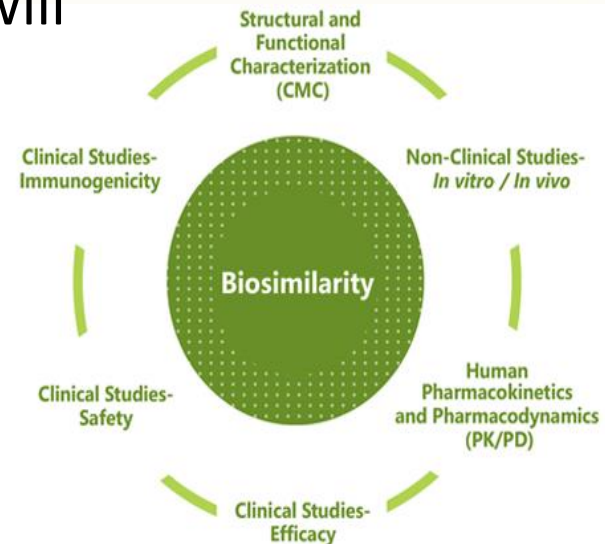 will
Structural and
Functional
Characterization
(CMC)
Clinical Studies-
Immunogenicity
Non-Clinical Studies-
In vitro / In vivo
Biosimilarity
Clinical Studies-
Safety
Human
Pharmacokinetics
and Pharmacodynamics
(PK/PD)
Clinical Studies-
Efficacy